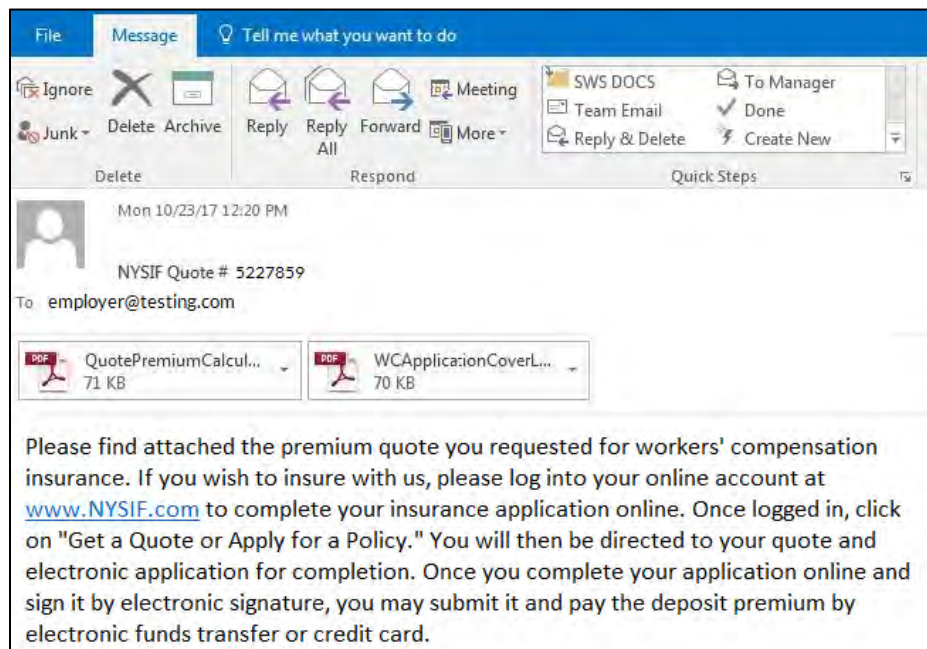 File Message Tell me what you want to do
Ignore Meeting SWS DOCS To Manager
Junk Delete Archive Reply Reply All Forward More Team Email Done
Reply & Delete Create New
Delete Respond Quick Steps
Mon 10/23/17 12:20 PM
NYSIF Quote # 5227859
To employer@testing.com
PDF QuotePremiumCalcul... PDF WCApplicationCoverL...
71 KB 70 KB
Please find attached the premium quote you requested for workers' compensation
insurance. If you wish to insure with us, please log into your online account at
www.NYSIF.com to complete your insurance application online. Once logged in, click
on "Get a Quote or Apply for a Policy." You will then be directed to your quote and
electronic application for completion. Once you complete your application online and
sign it by electronic signature, you may submit it and pay the deposit premium by
electronic funds transfer or credit card.